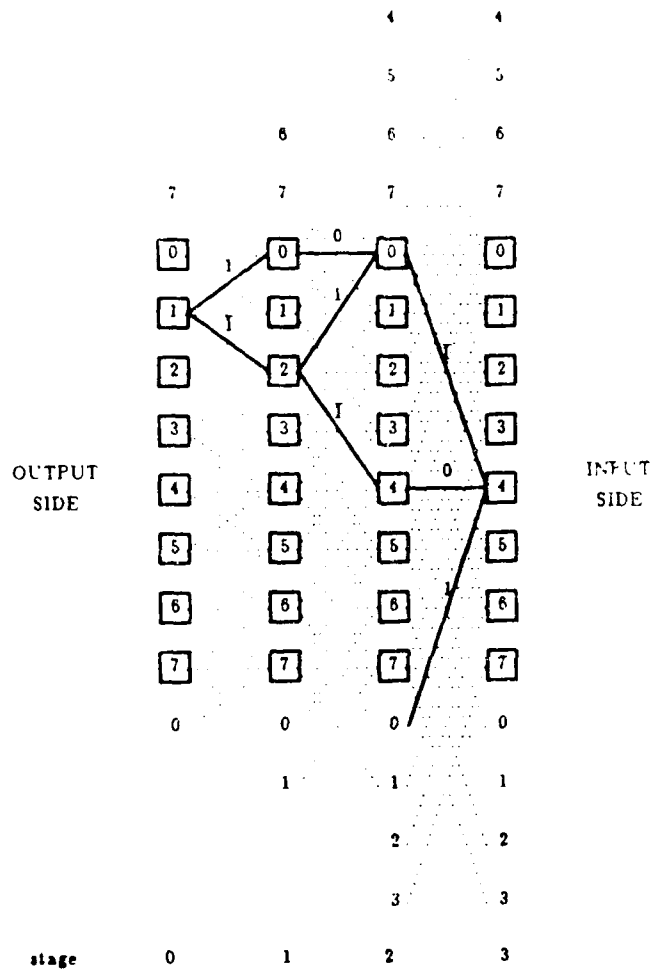 4 4
5 5
6 6 6
7 7 7 7
0
0 0 0 0
1
1
1 1 1 1
I
I
2 2 2 2
I
3 3 3 3
0
OUTPUT
SIDE
4 4 4 4
INPUT
SIDE
5 5 5 5
1
6 6 6 6
7 7 7 7
0 0 0 0
1 1 1
2 2
3 3
stage 0 1 2 3